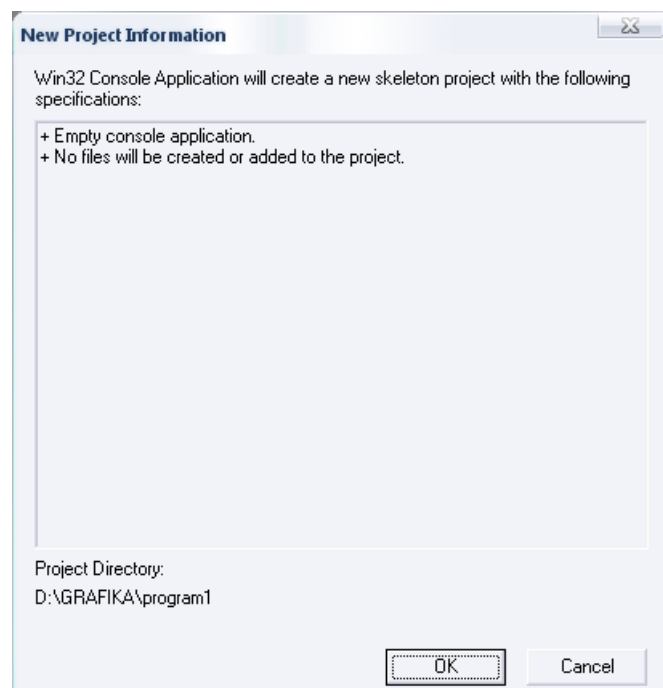 New Project Information
Win32 Console Application will create a new skeleton project with the following
specifications:
+ Empty console application.
+ No files will be created or added to the project.
Project Directory:
D:\GRAFIKA\program1
OK
Cancel